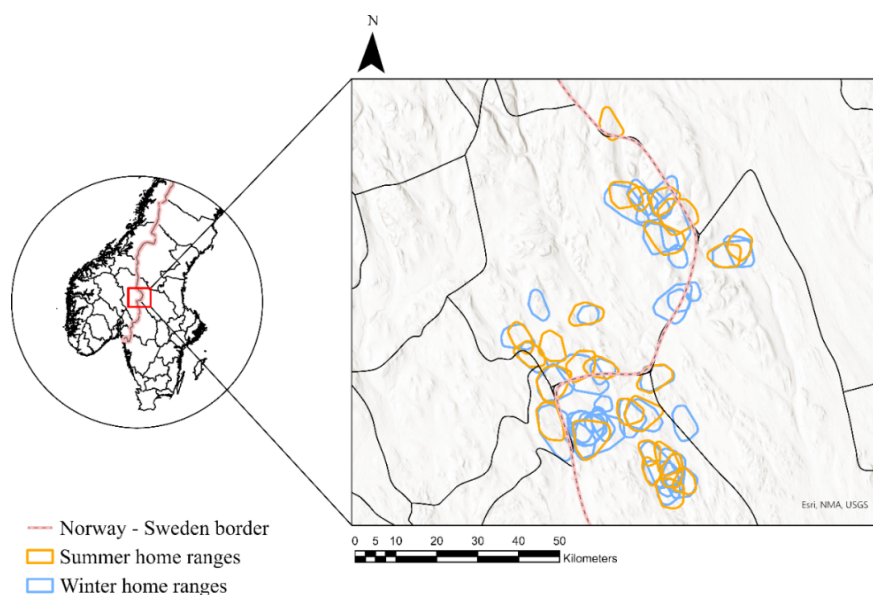 N
Esri, NMA, USGS
Norway - Sweden border
Summer home ranges
Winter home ranges
0 5 10 20 30 40 50
Kilometers